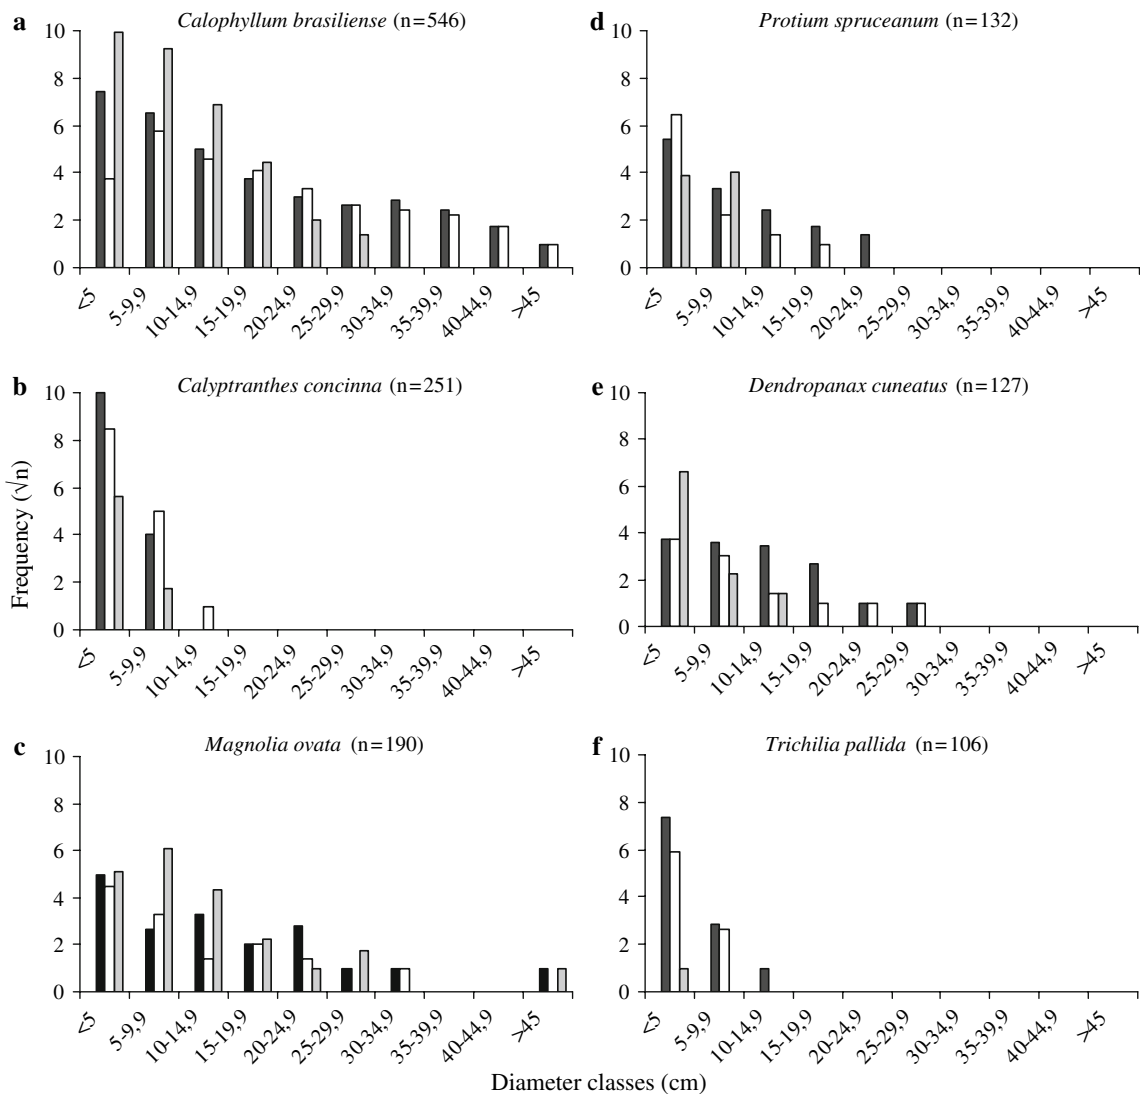 a Calophyllum brasiliense (n=546)
10
8
6
4
2
0
<5 5-9,9 10-14,9 15-19,9 20-24,9 25-29,9 30-34,9 35-39,9 40-44,9 >45
d Protium spruceanum (n=132)
10
8
6
4
2
0
<5 5-9,9 10-14,9 15-19,9 20-24,9 25-29,9 30-34,9 35-39,9 40-44,9 >45
b Calyptranthes concinna (n=251)
10
8
6
4
2
0
<5 5-9,9 10-14,9 15-19,9 20-24,9 25-29,9 30-34,9 35-39,9 40-44,9 >45
e Dendropanax cuneatus (n=127)
10
8
6
4
2
0
<5 5-9,9 10-14,9 15-19,9 20-24,9 25-29,9 30-34,9 35-39,9 40-44,9 >45
Frequency (√n)
c Magnolia ovata (n=190)
10
8
6
4
2
0
<5 5-9,9 10-14,9 15-19,9 20-24,9 25-29,9 30-34,9 35-39,9 40-44,9 >45
f Trichilia pallida (n=106)
10
8
6
4
2
0
<5 5-9,9 10-14,9 15-19,9 20-24,9 25-29,9 30-34,9 35-39,9 40-44,9 >45
Diameter classes (cm)